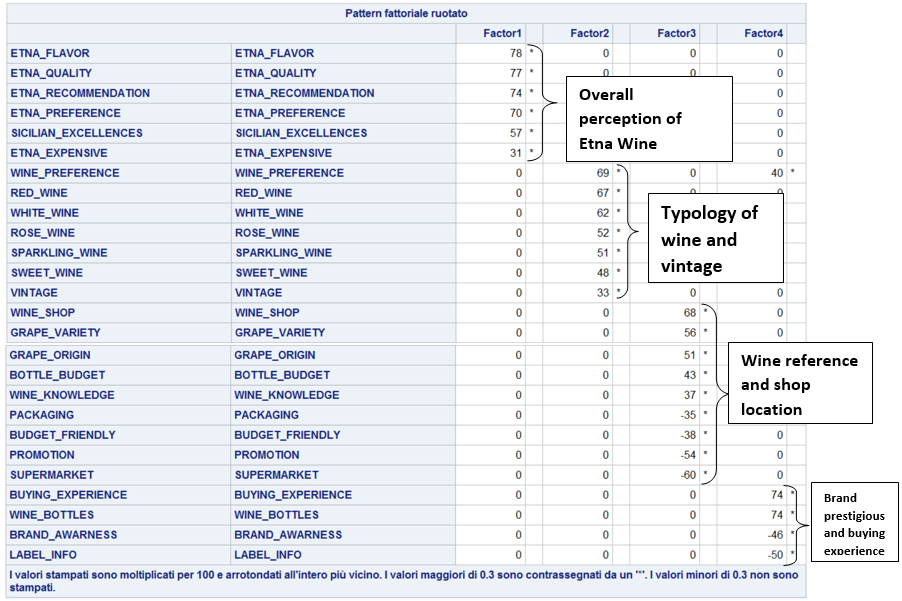 Pattern fattoriale ruotato
Factor1 Factor2 Factor3 Factor4
ETNA_FLAVOR ETNA_FLAVOR 78 * 0 0 0
ETNA_QUALITY ETNA_QUALITY 77 * 0 0 0
ETNA_RECOMMENDATION ETNA_RECOMMENDATION 74 * 0
ETNA_PREFERENCE ETNA_PREFERENCE 70 * 0
SICILIAN_EXCELLENCES SICILIAN_EXCELLENCES 57 * 0
ETNA_EXPENSIVE ETNA_EXPENSIVE 31 * 0
Overall
perception of
Etna Wine
WINE_PREFERENCE WINE_PREFERENCE 0 69 * 0 40 *
RED_WINE RED_WINE 0 67 * 0 0
WHITE_WINE WHITE_WINE 0 62 *
ROSE_WINE ROSE_WINE 0 52 *
SPARKLING_WINE SPARKLING_WINE 0 51 *
SWEET_WINE SWEET_WINE 0 48 *
VINTAGE VINTAGE 0 33 * 0 0
Typology of
wine and
vintage
WINE_SHOP WINE_SHOP 0 0 68 * 0
GRAPE_VARIETY GRAPE_VARIETY 0 0 56 * 0
GRAPE_ORIGIN GRAPE_ORIGIN 0 0 51 *
BOTTLE_BUDGET BOTTLE_BUDGET 0 0 43 *
WINE_KNOWLEDGE WINE_KNOWLEDGE 0 0 37 *
PACKAGING PACKAGING 0 0 -35 *
BUDGET_FRIENDLY BUDGET_FRIENDLY 0 0 -38 * 0
PROMOTION PROMOTION 0 0 -54 * 0
SUPERMARKET SUPERMARKET 0 0 -60 * 0
Wine reference
and shop
location
BUYING_EXPERIENCE BUYING_EXPERIENCE 0 0 0 74 *
WINE_BOTTLES WINE_BOTTLES 0 0 0 74 *
BRAND_AWARNESS BRAND_AWARNESS 0 0 0 -46 *
LABEL_INFO LABEL_INFO 0 0 0 -50 *
Brand
prestigious
and buying
experience
I valori stampati sono moltiplicati per 100 e arrotondati all'intero più vicino. I valori maggiori di 0.3 sono contrassegnati da un '*'. I valori minori di 0.3 non sono
stampati.